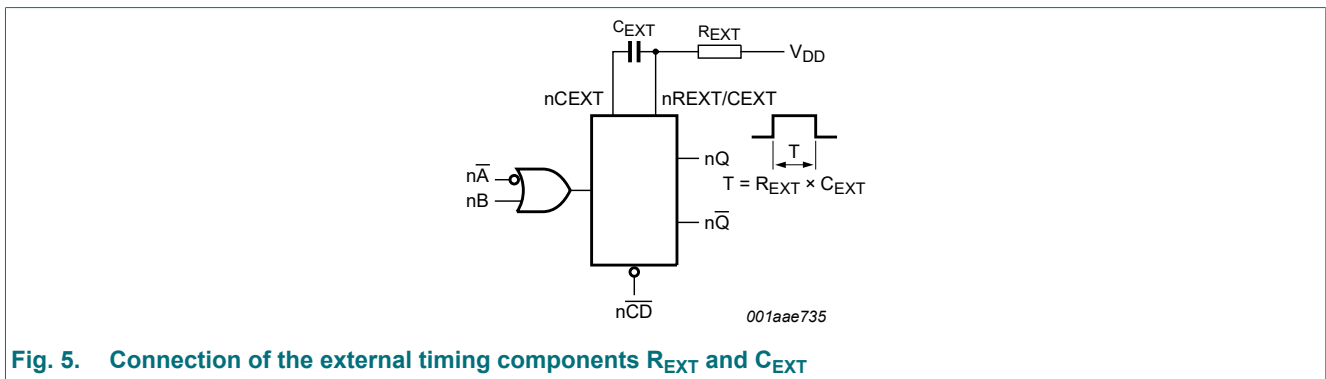 CEXT
REXT
VDD
nCEXT
nREXT/CEXT
nA̅
nB
nQ
nQ̅
T
T = REXT × CEXT
nC̅D̅
001aae735
Fig. 5. Connection of the external timing components REXT and CEXT